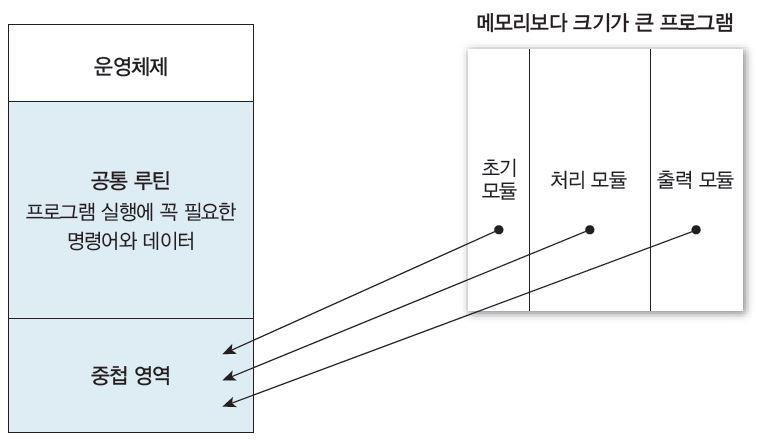 메모리보다 크기가 큰 프로그램
운영체제
공통 루틴
프로그램 실행에 꼭 필요한
명령어와 데이터
중첩 영역
초기
모듈
처리 모듈
출력 모듈